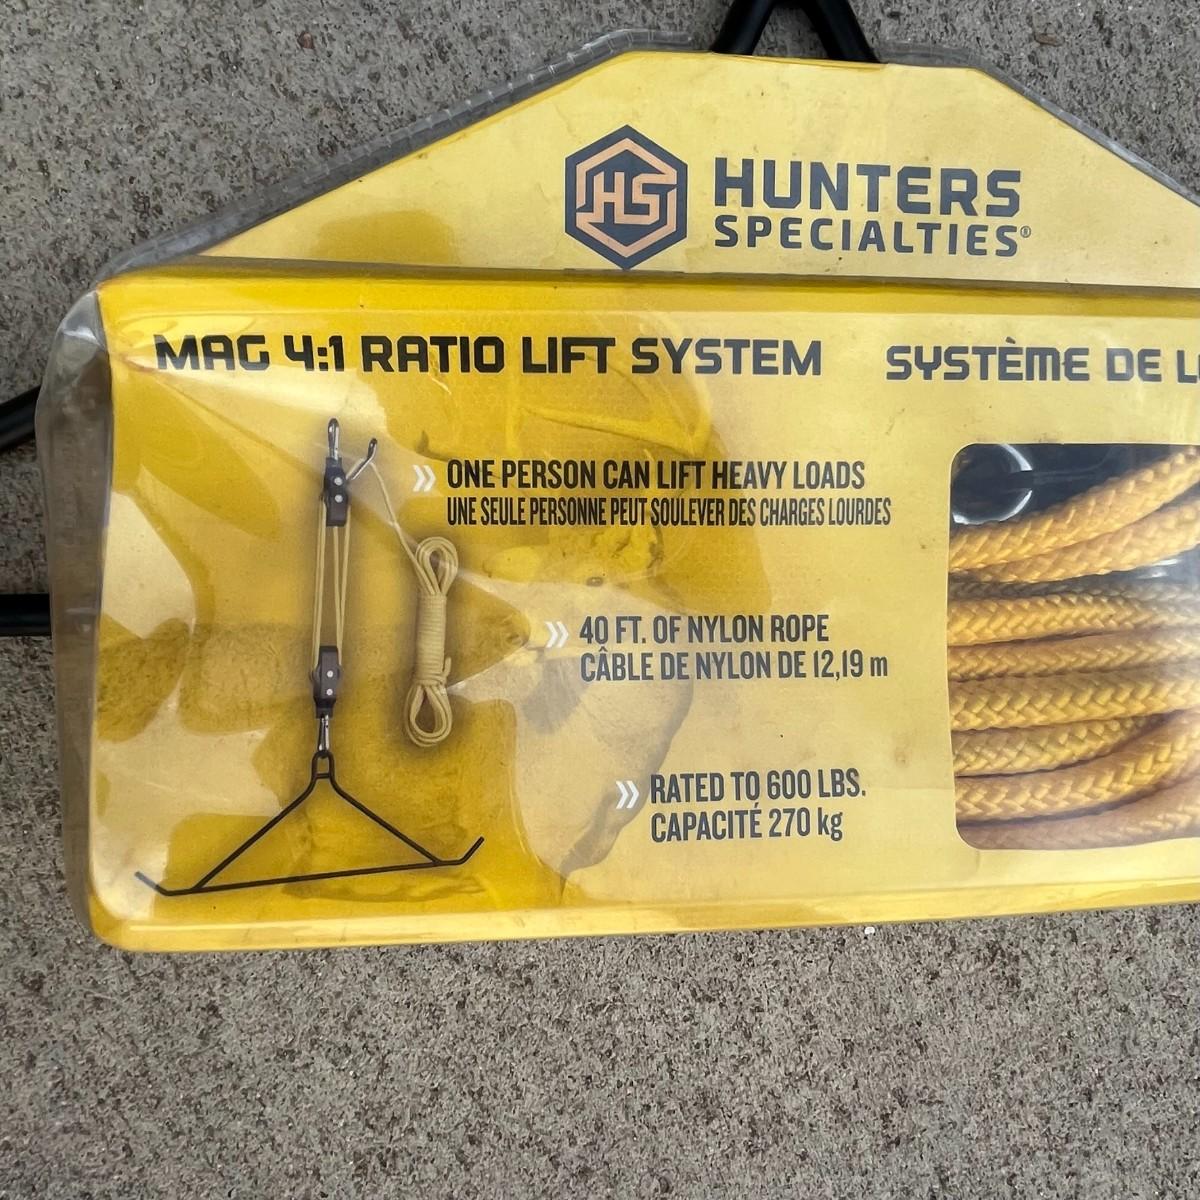 HS
HUNTERS
SPECIALTIES®
MAG 4:1 RATIO LIFT SYSTEM
SYSTÈME DE
» ONE PERSON CAN LIFT HEAVY LOADS
UNE SEULE PERSONNE PEUT SOULEVER DES CHARGES LOURDES
» 40 FT. OF NYLON ROPE
CÂBLE DE NYLON DE 12,19 m
» RATED TO 600 LBS.
CAPACITÉ 270 kg